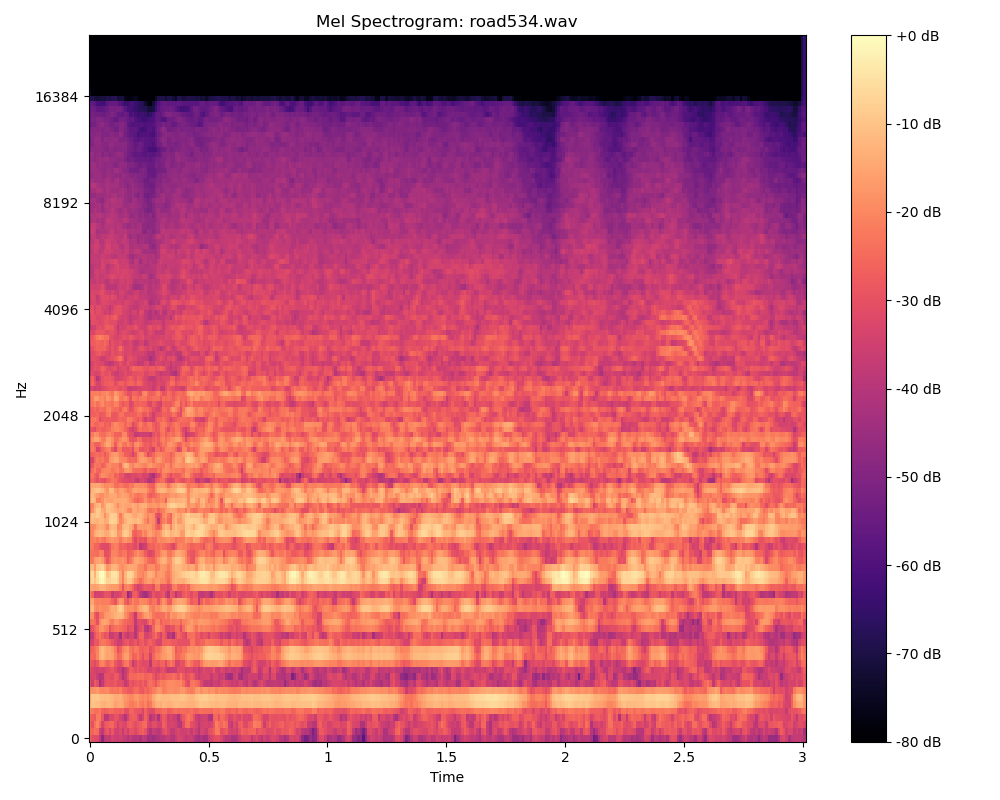 Mel Spectrogram: road534.wav
+0 dB
16384
-10 dB
8192
-20 dB
4096
-30 dB
Hz
2048
-40 dB
-50 dB
1024
-60 dB
512
-70 dB
0
-80 dB
0 0.5 1 1.5 2 2.5 3
Time